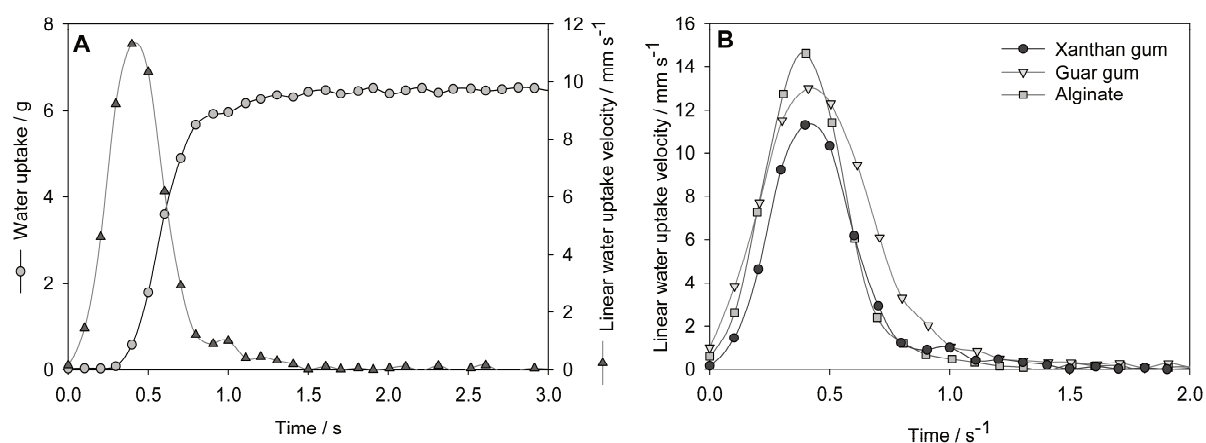 A
Water uptake / g
8
6
4
2
0
12
10
8
6
4
2
0
Linear water uptake velocity / mm s⁻¹
0.0 0.5 1.0 1.5 2.0 2.5 3.0
Time / s
B
Linear water uptake velocity / mm s⁻¹
16
14
12
10
8
6
4
2
0
Xanthan gum
Guar gum
Alginate
0.0 0.5 1.0 1.5 2.0
Time / s⁻¹